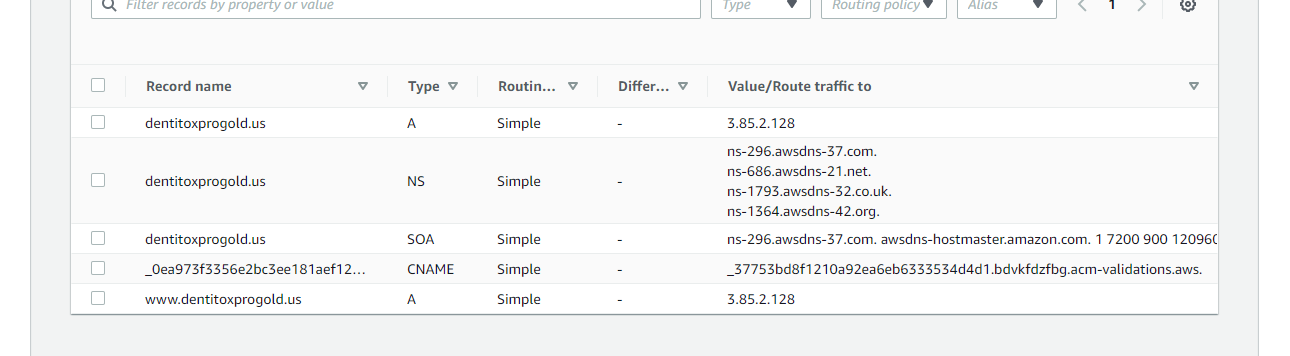 Filter records by property or value
Type
Routing policy
Alias
1
Record name Type Routin... Differ... Value/Route traffic to
dentitoxprogold.us A Simple - 3.85.2.128
dentitoxprogold.us NS Simple - ns-296.awsdns-37.com.
ns-686.awsdns-21.net.
ns-1793.awsdns-32.co.uk.
ns-1364.awsdns-42.org.
dentitoxprogold.us SOA Simple - ns-296.awsdns-37.com. awsdns-hostmaster.amazon.com. 1 7200 900 120960
_0ea973f3356e2bc3ee181aef12... CNAME Simple - _37753bd8f1210a92ea6eb6333534d4d1.bdvkfdzfbg.acm-validations.aws.
www.dentitoxprogold.us A Simple - 3.85.2.128